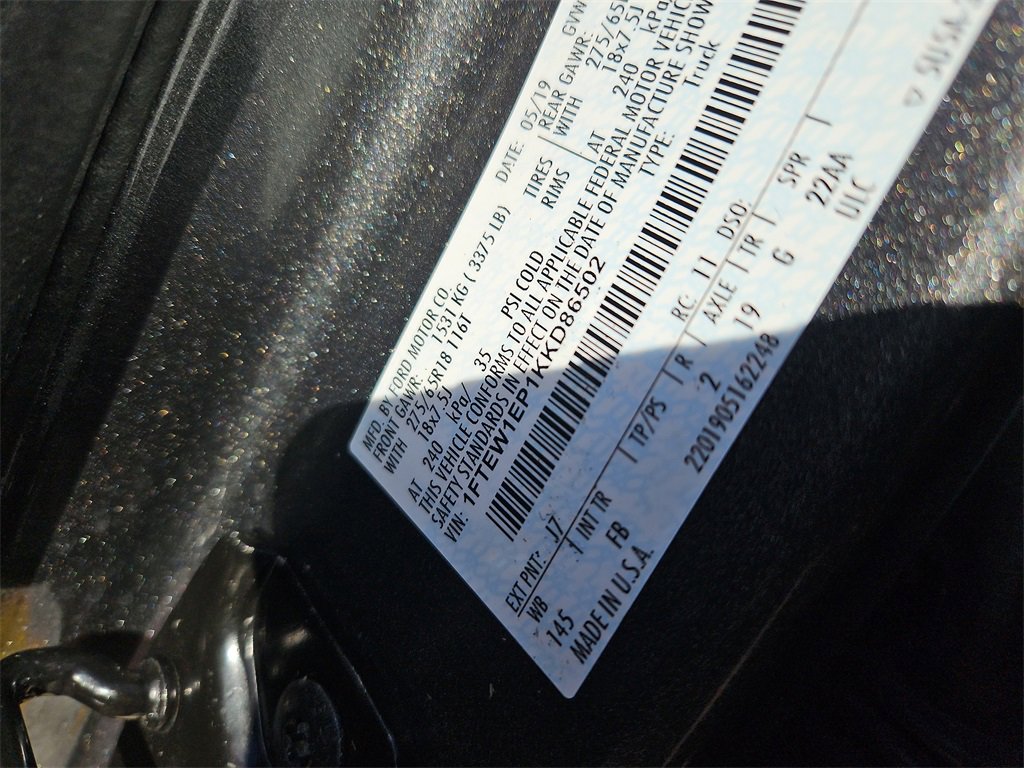 MFD. BY FORD MOTOR CO. DATE: 05/19 GVW
FRONT GAWR: 1531 KG ( 3375 LB) REAR GAWR:
WITH 275/65R18 116T TIRES WITH 275/65
18x7.5J RIMS 18x7.5J
AT 240 kPa/ 35 PSI COLD AT 240 kPa
THIS VEHICLE CONFORMS TO ALL APPLICABLE FEDERAL MOTOR VEHIC
SAFETY STANDARDS IN EFFECT ON THE DATE OF MANUFACTURE SHOW
VIN: 1FTEW1EP1KKD86502 TYPE: Truck
EXT PNT: J7 RC: 11 DSO:
WB INT TR TP/PS R AXLE TR SPR
145 FB 2 19 G 22AA
MADE IN U.S.A. 2201905162248 UIC
▽ SUSA-